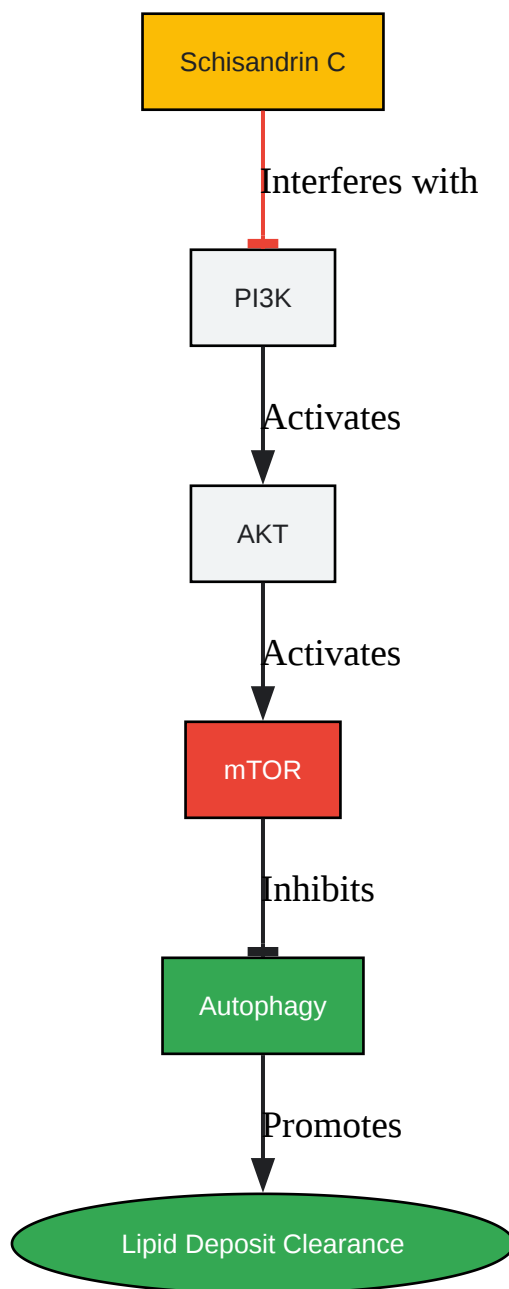 Schisandrin C
Interferes with
PI3K
Activates
AKT
Activates
mTOR
Inhibits
Autophagy
Promotes
Lipid Deposit Clearance